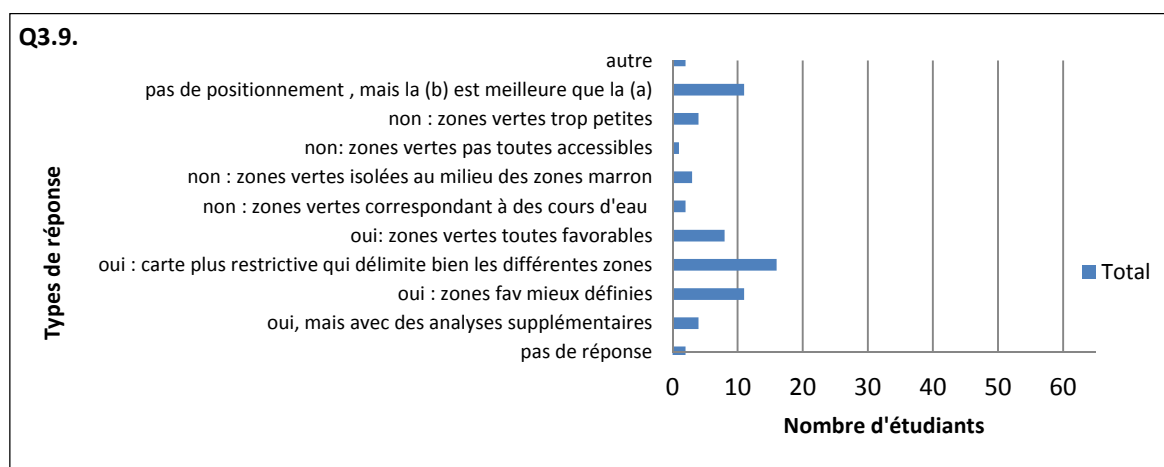 Q3.9.
autre
pas de positionnement , mais la (b) est meilleure que la (a)
non : zones vertes trop petites
non: zones vertes pas toutes accessibles
non : zones vertes isolées au milieu des zones marron
non : zones vertes correspondant à des cours d'eau
oui: zones vertes toutes favorables
oui : carte plus restrictive qui délimite bien les différentes zones
oui : zones fav mieux définies
oui, mais avec des analyses supplémentaires
pas de réponse
Types de réponse
Total
0 10 20 30 40 50 60
Nombre d'étudiants